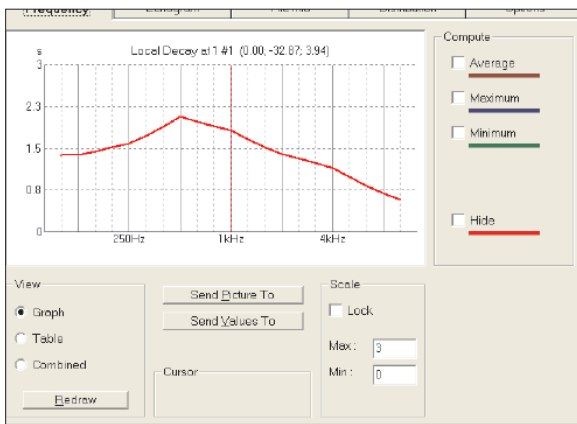 Frequency
Options
Local Decay at 1 #1 (0.00, -32.87; 3.94)
s
3
2.3
1.5
0.8
0
250Hz 1kHz 4kHz
Compute
Average
Maximum
Minimum
Hide
View
Graph
Table
Combined
Redraw
Send Picture To
Send Values To
Cursor
Scale
Lock
Max : 3
Min : 0